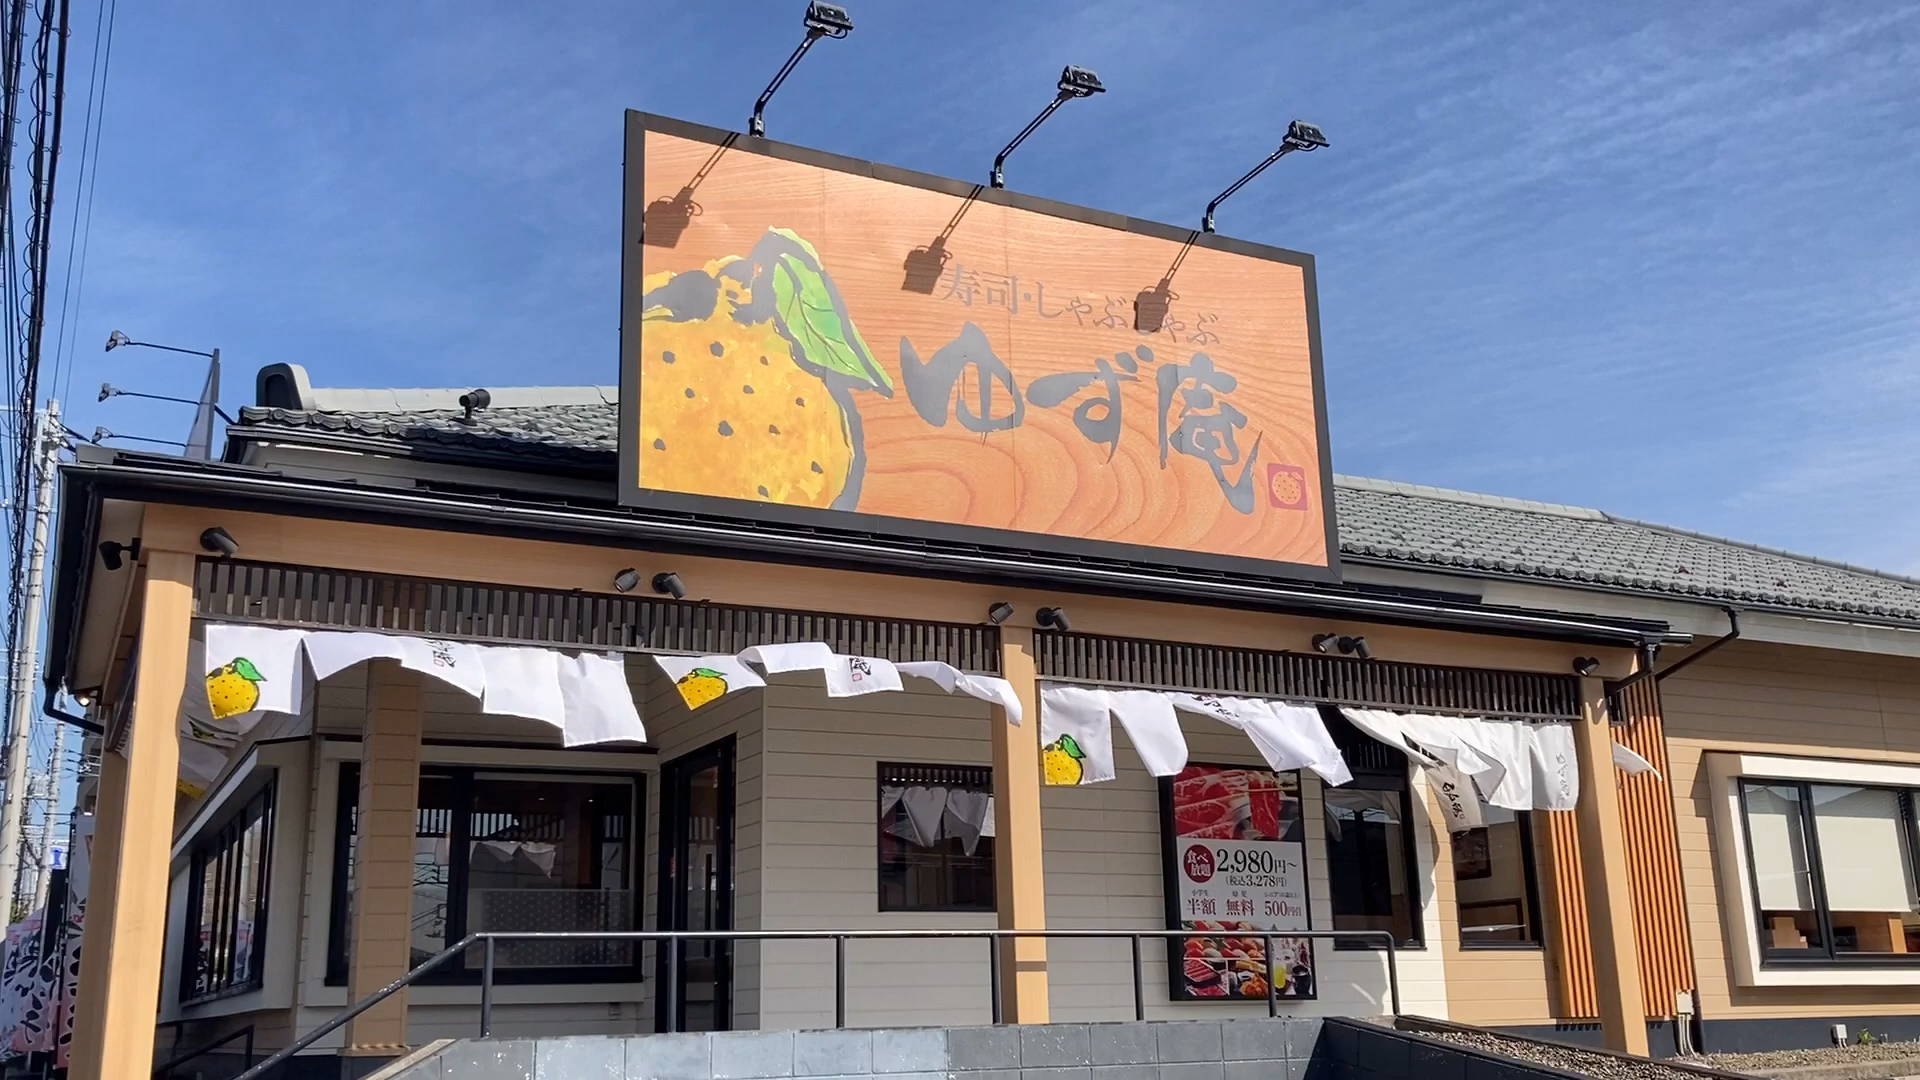 寿司・しゃぶしゃぶ
ゆず庵
食べ
放題
2,980円~
(税込3,278円)
小学生
幼児
半額 無料 500円引